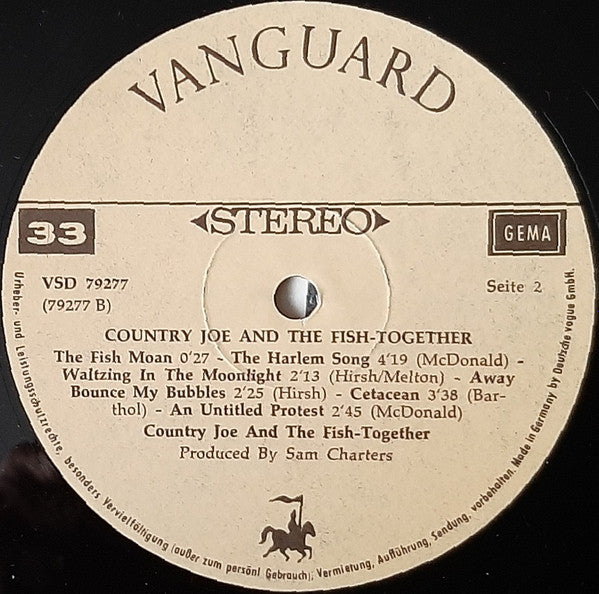 VANGUARD
33
STEREO
GEMA
VSD 79277
(79277 B)
Seite 2
COUNTRY JOE AND THE FISH-TOGETHER
The Fish Moan 0'27 - The Harlem Song 4'19 (McDonald) -
Waltzing In The Moonlight 2'13 (Hirsh/Melton) - Away
Bounce My Bubbles 2'25 (Hirsh) - Cetacean 3'38 (Bar-
thol) - An Untitled Protest 2'45 (McDonald)
Country Joe And The Fish-Together
Produced By Sam Charters
Urheber- und Leistungsschutzrechte, besonders Vervielfältigung (außer zum persönl Gebrauch), Vermietung, Aufführung, Sendung, vorbehalten. Made in Germany by Deutsche vogue GmbH.